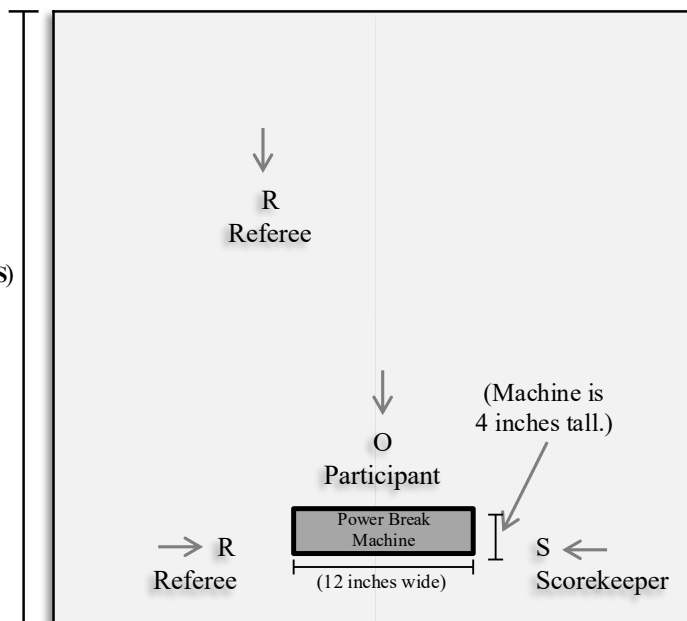 R
Referee
s)
(Machine is
4 inches tall.)
O
Participant
Power Break
Machine
R
Referee
S
Scorekeeper
(12 inches wide)